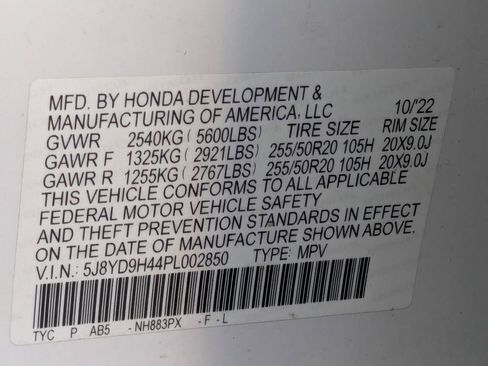 MFD. BY HONDA DEVELOPMENT &
MANUFACTURING OF AMERICA, LLC 10/'22
GVWR 2540KG (5600LBS) TIRE SIZE RIM SIZE
GAWR F 1325KG (2921LBS) 255/50R20 105H 20X9.0J
GAWR R 1255KG (2767LBS) 255/50R20 105H 20X9.0J
THIS VEHICLE CONFORMS TO ALL APPLICABLE
FEDERAL MOTOR VEHICLE SAFETY
AND THEFT PREVENTION STANDARDS IN EFFECT
ON THE DATE OF MANUFACTURE SHOWN ABOVE.
V.I.N.: 5J8YD9H44PL002850 TYPE: MPV
TYC P AB5 -NH883PX -F-L